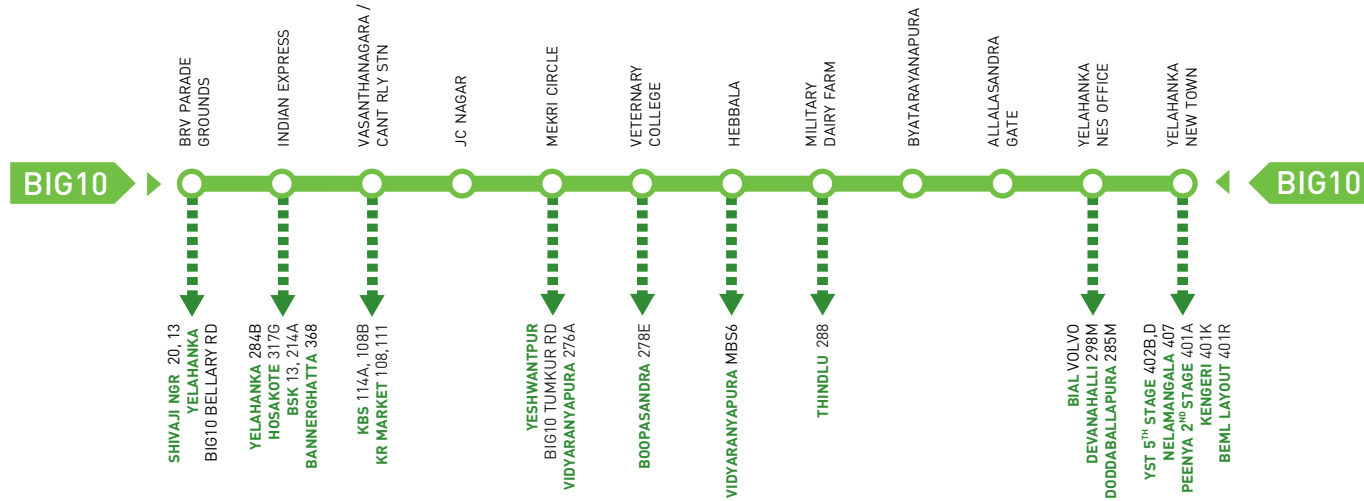 BRV PARADE
GROUNDS
INDIAN EXPRESS
VASANTHANAGARA /
CANT RLY STN
JC NAGAR
MEKRI CIRCLE
VETERNARY
COLLEGE
HEBBALA
MILITARY
DAIRY FARM
BYATARAYANAPURA
ALLALASANDRA
GATE
YELAHANKA
NES OFFICE
YELAHANKA
NEW TOWN
BIG10
BIG10
SHIVAJI NGR 20, 13
YELAHANKA
BIG10 BELLARY RD
YELAHANKA 284B
HOSAKOTE 317G
BSK 13, 214A
BANNERGHATTA 368
KBS 114A, 108B
KR MARKET 108,111
YESHWANTPUR
BIG10 TUMKUR RD
VIDYARANYAPURA 276A
BOOPASANDRA 278E
VIDYARANYAPURA MBS6
THINDLU 288
BIAL VOLVO
DEVANAHALLI 298M
DODDABALLAPURA 285M
YST 5TH STAGE 402B,D
NELAMANGALA 407
PEENYA 2ND STAGE 401A
KENGERI 401K
BEML LAYOUT 401R